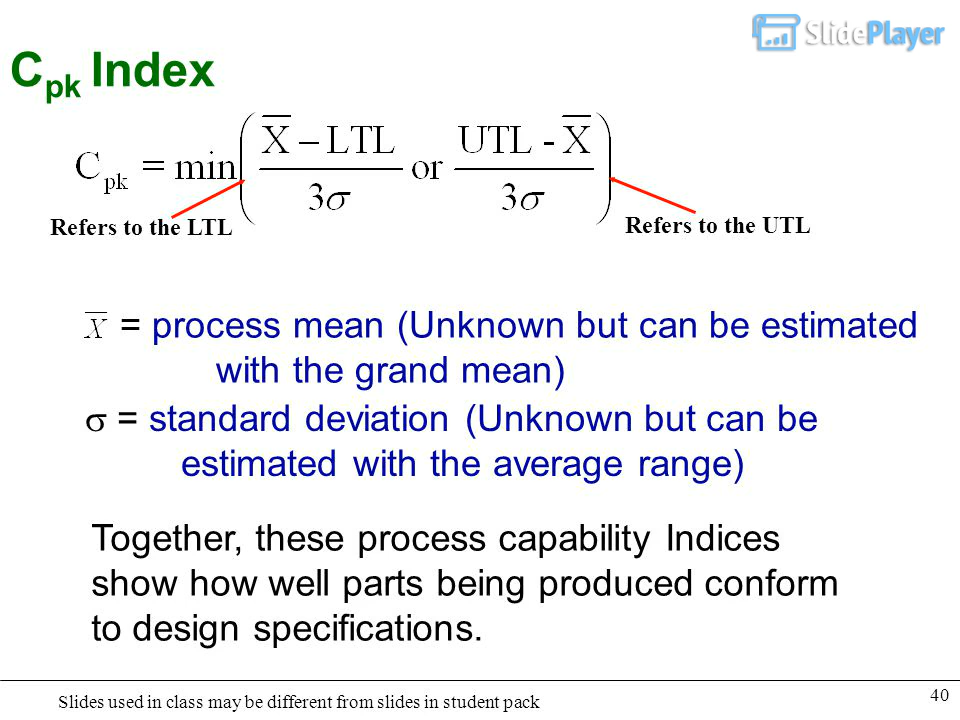 SlidePlayer
Cpk Index
C_pk = min( (X̅ – LTL)/3σ or (UTL - X̅)/3σ )
Refers to the LTL
Refers to the UTL
X̅ = process mean (Unknown but can be estimated
with the grand mean)
σ = standard deviation (Unknown but can be
estimated with the average range)
Together, these process capability Indices
show how well parts being produced conform
to design specifications.
Slides used in class may be different from slides in student pack
40